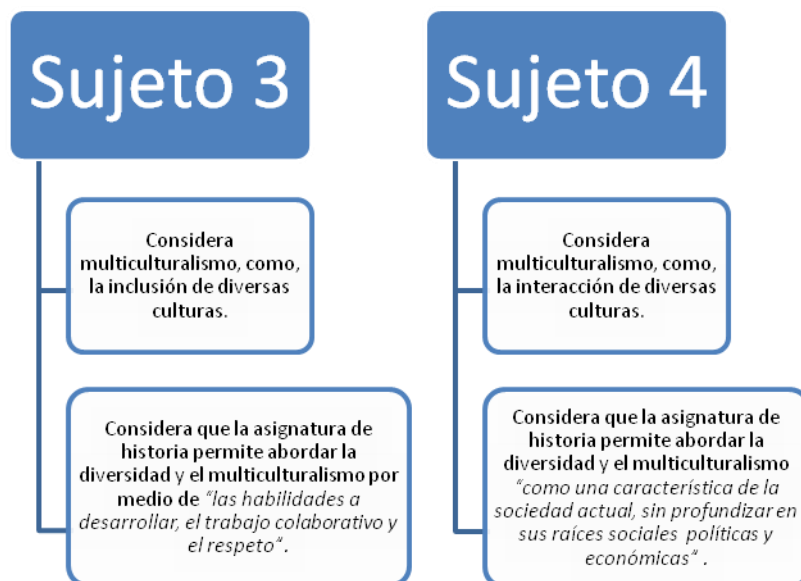 Sujeto 3
Considera
multiculturalismo, como,
la inclusión de diversas
culturas.
Considera que la asignatura de
historia permite abordar la
diversidad y el multiculturalismo por
medio de "las habilidades a
desarrollar, el trabajo colaborativo y
el respeto".
Sujeto 4
Considera
multiculturalismo, como,
la interacción de diversas
culturas.
Considera que la asignatura de
historia permite abordar la
diversidad y el multiculturalismo
"como una característica de la
sociedad actual, sin profundizar en
sus raíces sociales políticas y
económicas" .